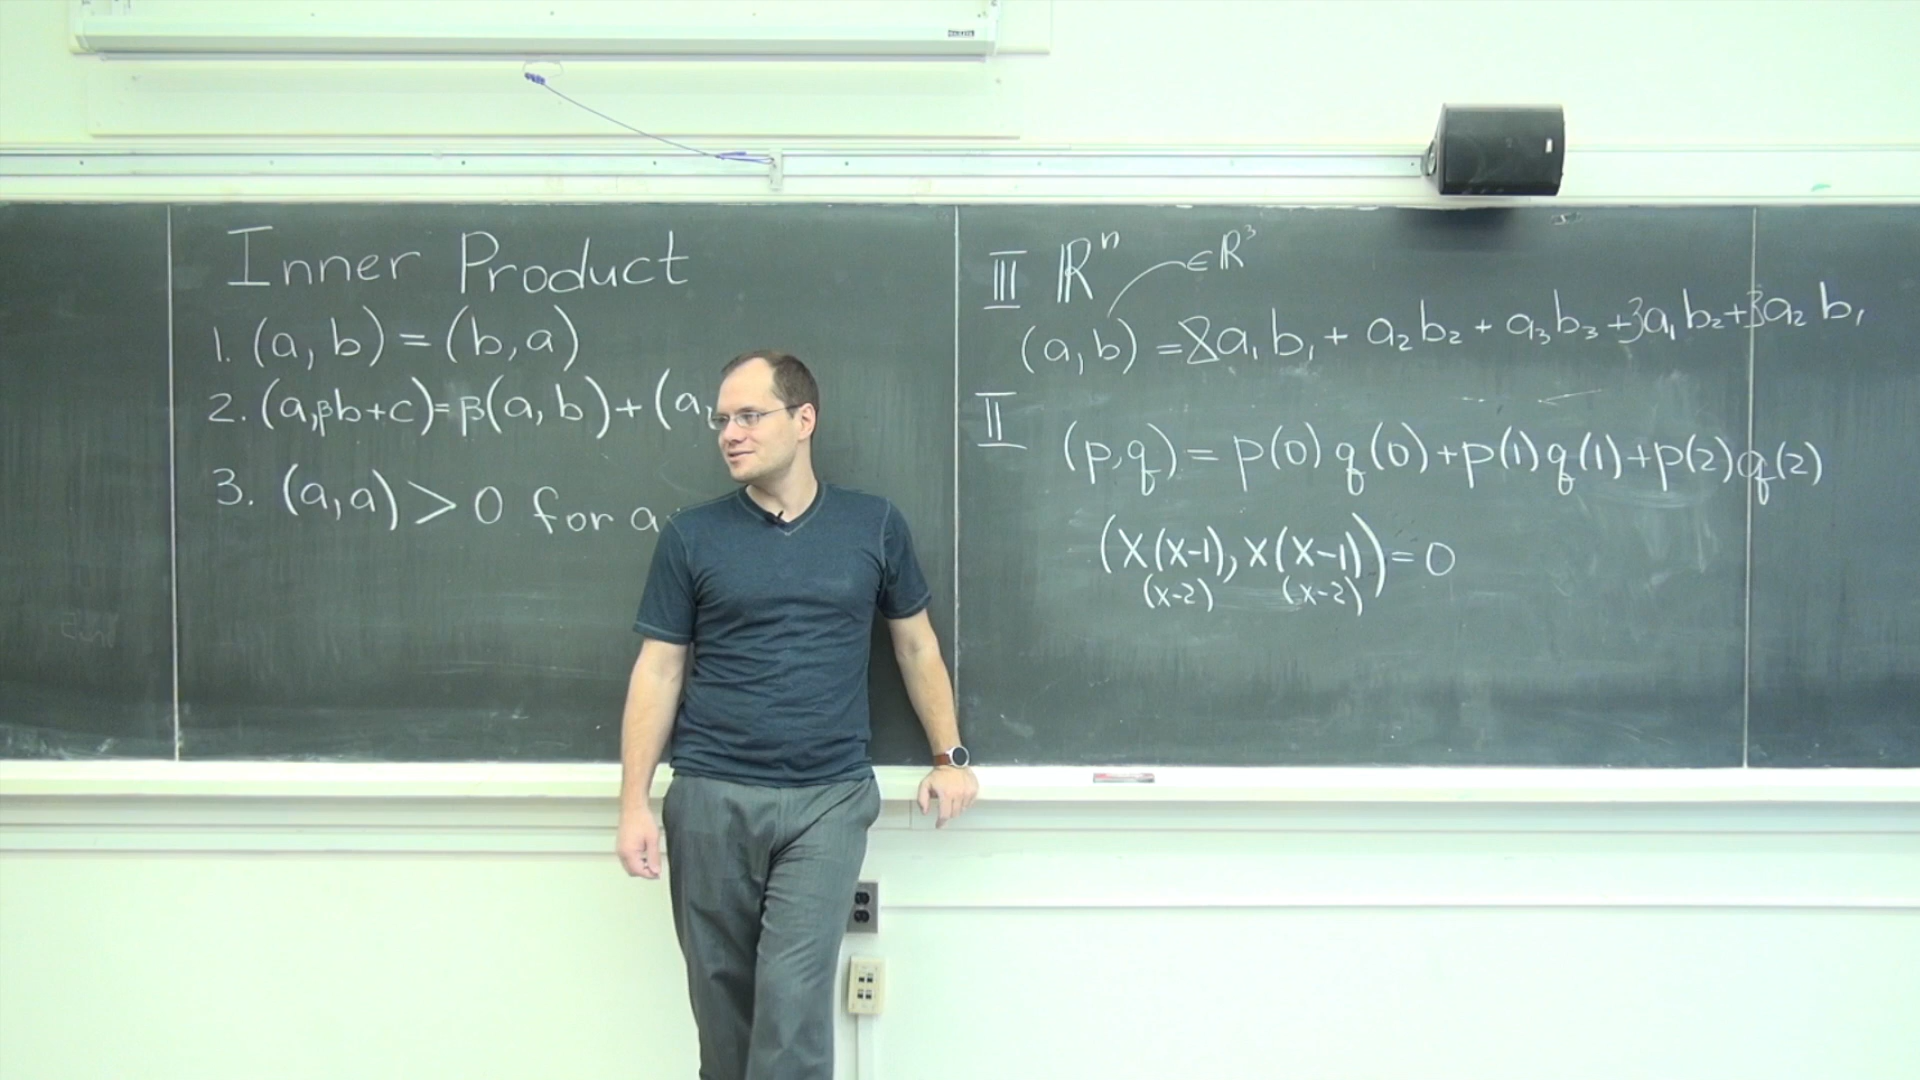 Inner Product
1. (a, b) = (b, a)
2. (a, βb+c) = β(a, b) + (a,
3. (a, a) > 0 for a
III ℝⁿ
∈ ℝ³
(a, b) = 8a₁b₁ + a₂b₂ + a₃b₃ + 3a₁b₂ + 3a₂b₁
II
(p, q) = p(0)q(0) + p(1)q(1) + p(2)q(2)
(x(x-1), x(x-1)) = 0
(x-2) (x-2)